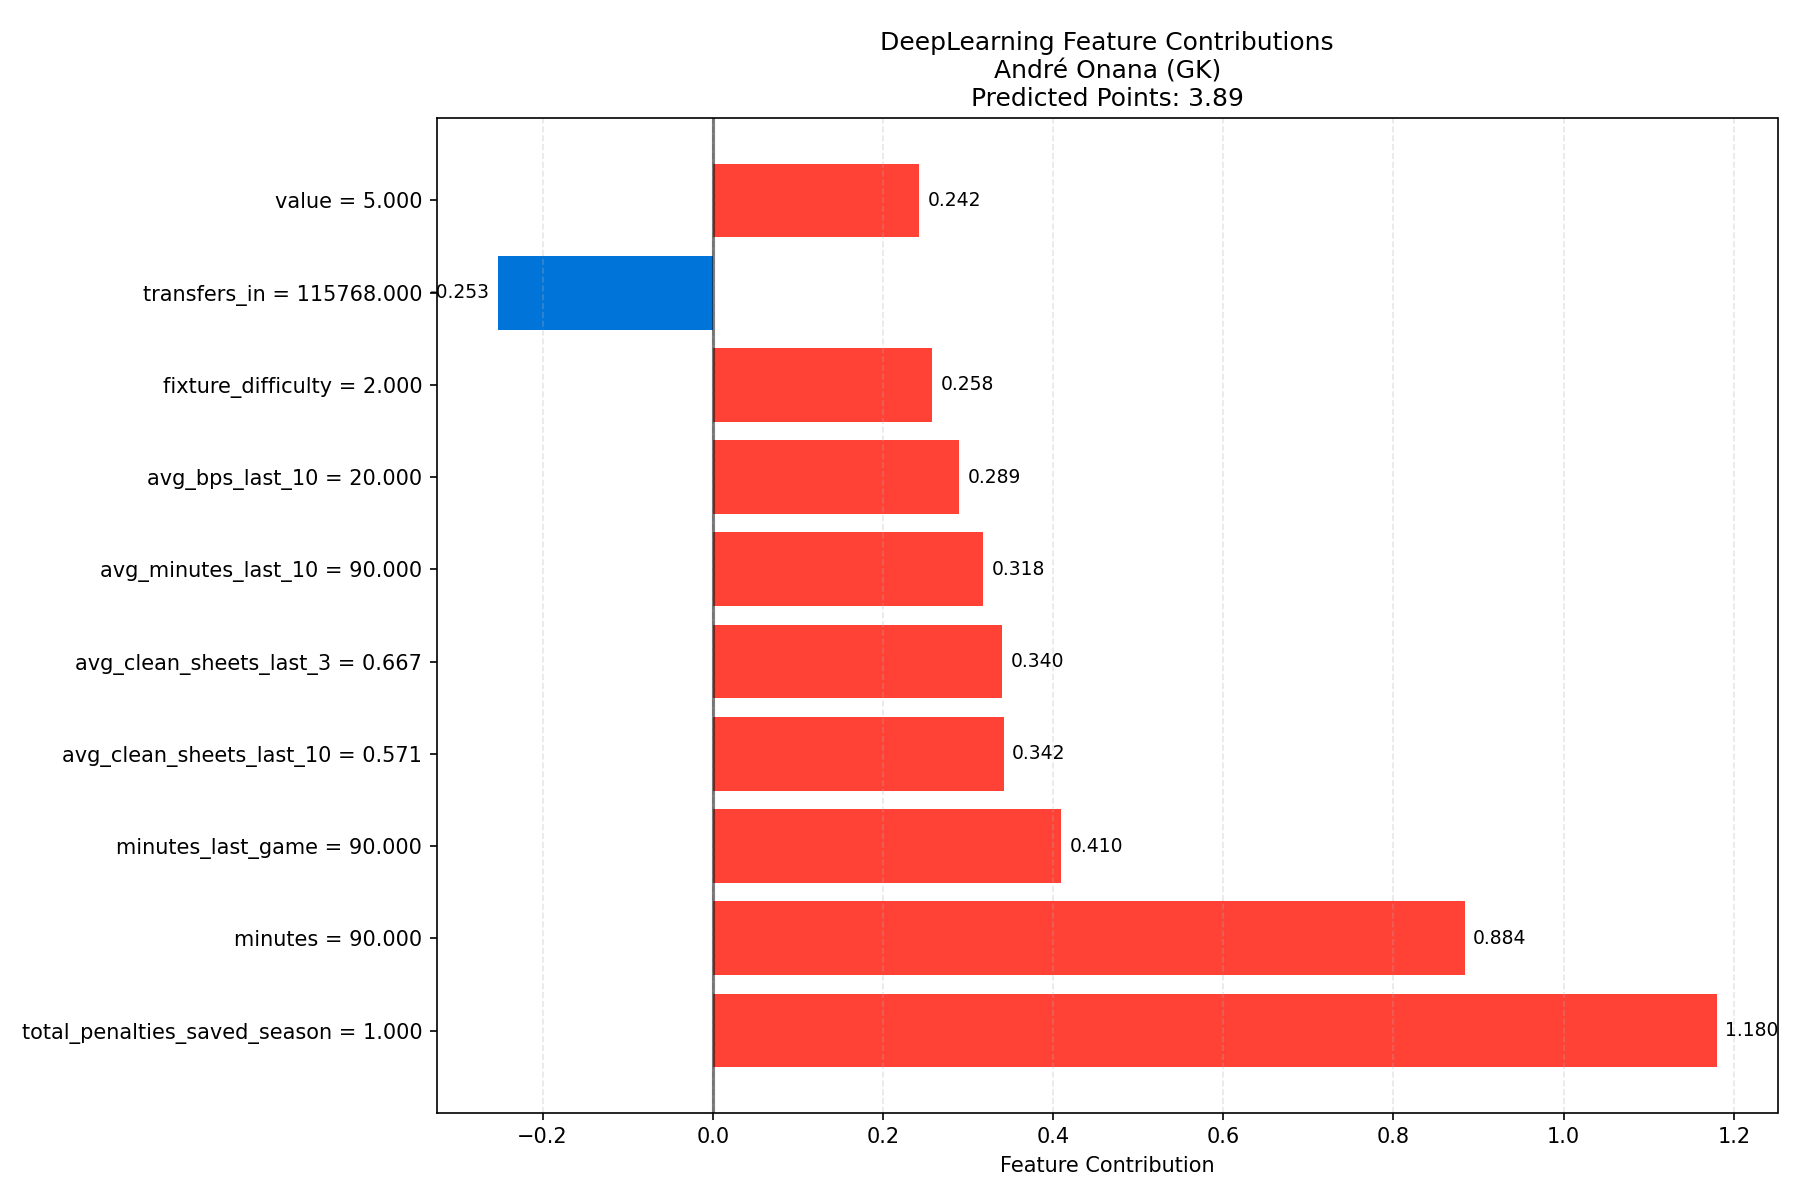 DeepLearning Feature Contributions
André Onana (GK)
Predicted Points: 3.89
value = 5.000
0.242
transfers_in = 115768.000
-0.253
fixture_difficulty = 2.000
0.258
avg_bps_last_10 = 20.000
0.289
avg_minutes_last_10 = 90.000
0.318
avg_clean_sheets_last_3 = 0.667
0.340
avg_clean_sheets_last_10 = 0.571
0.342
minutes_last_game = 90.000
0.410
minutes = 90.000
0.884
total_penalties_saved_season = 1.000
1.180
−0.2 0.0 0.2 0.4 0.6 0.8 1.0 1.2
Feature Contribution